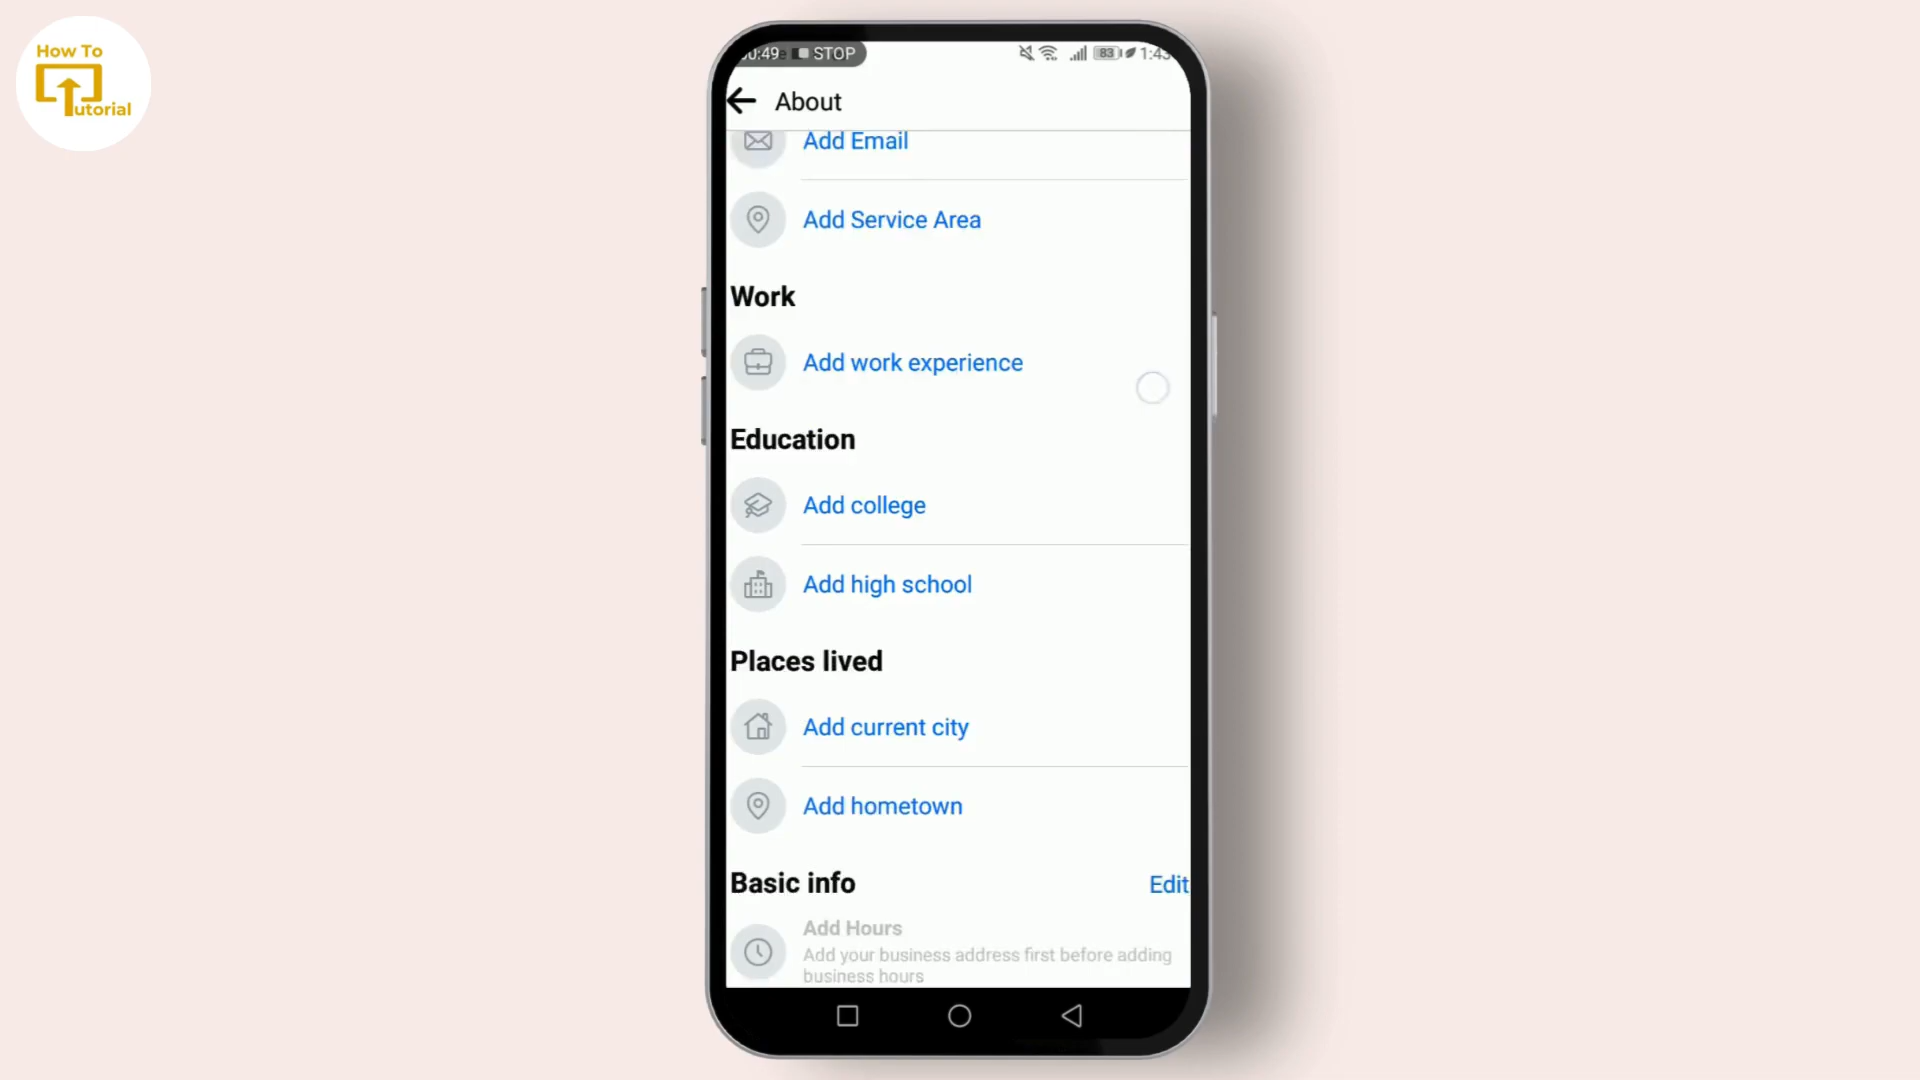 How To
Tutorial
0:49 STOP
83 1:43
About
Add Email
Add Service Area
Work
Add work experience
Education
Add college
Add high school
Places lived
Add current city
Add hometown
Basic info
Edit
Add Hours
Add your business address first before adding
business hours